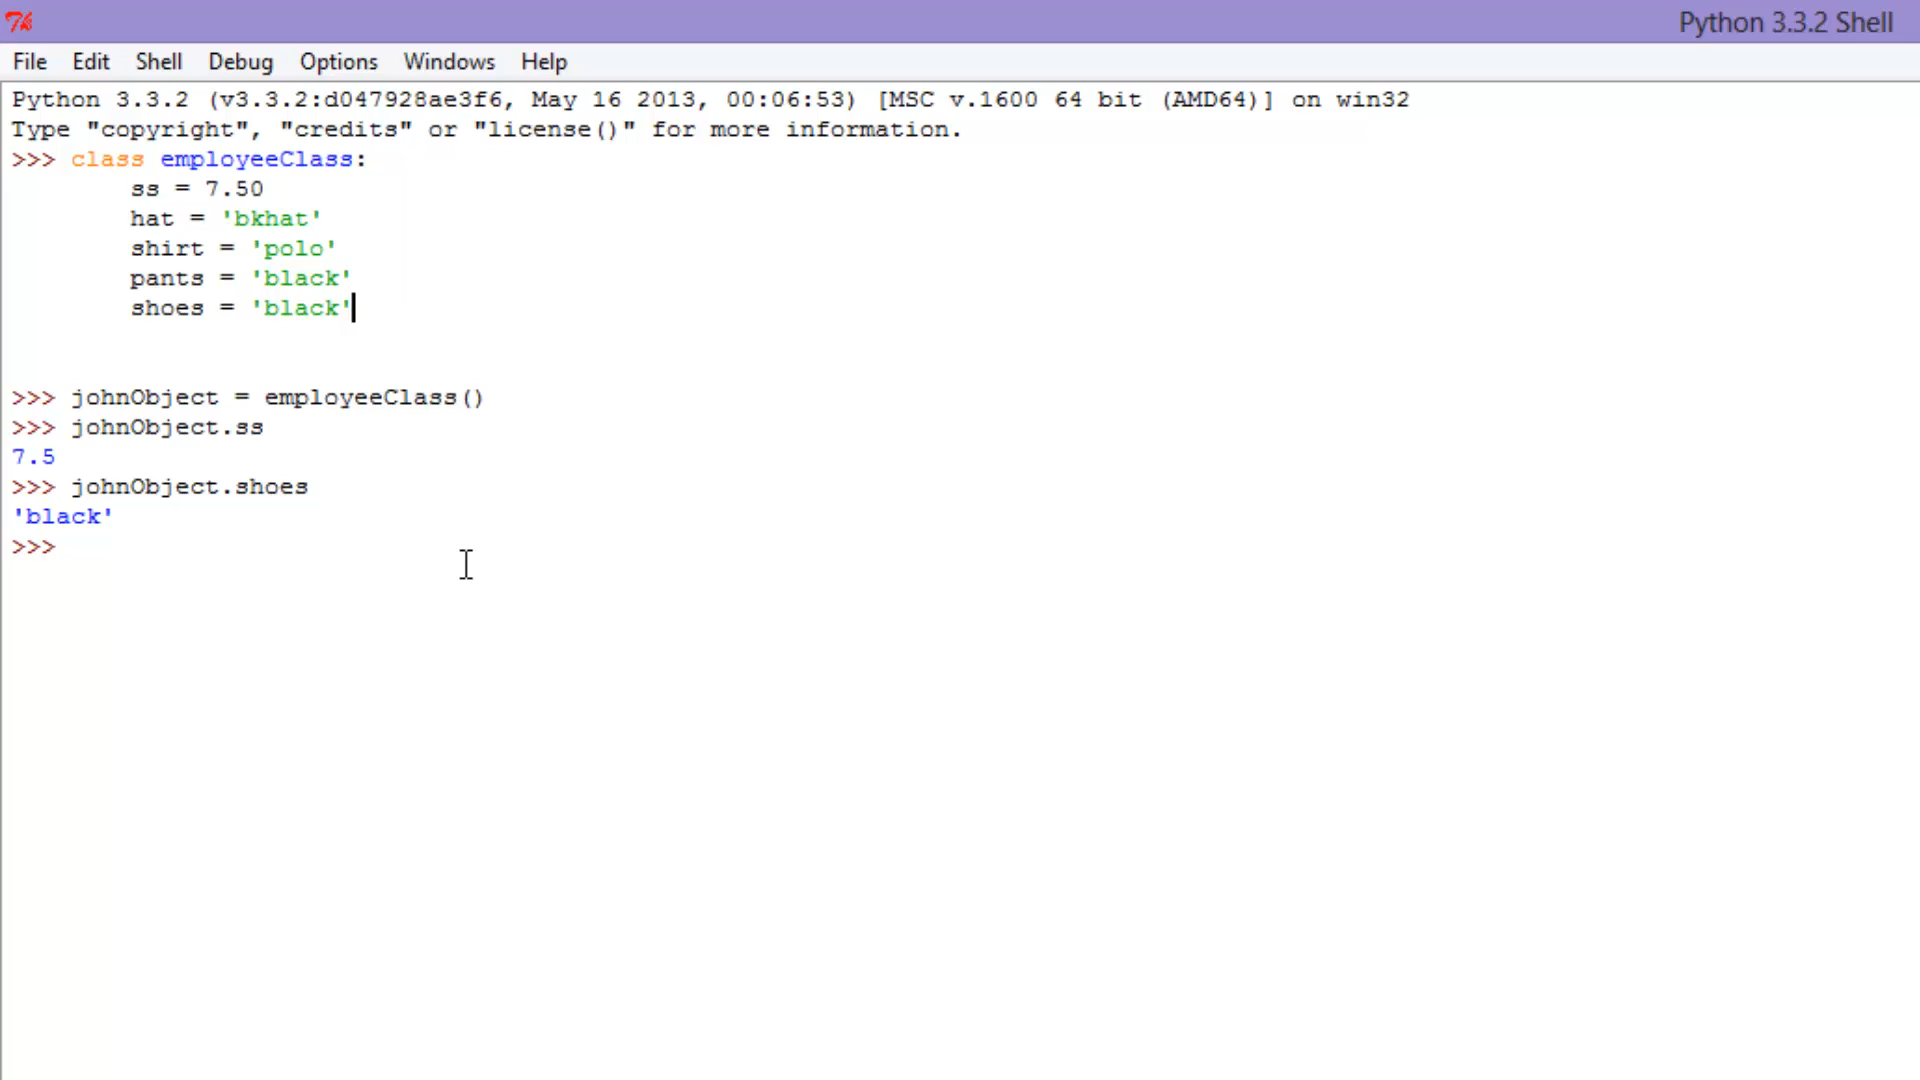 Python 3.3.2 Shell
File Edit Shell Debug Options Windows Help
Python 3.3.2 (v3.3.2:d047928ae3f6, May 16 2013, 00:06:53) [MSC v.1600 64 bit (AMD64)] on win32
Type "copyright", "credits" or "license()" for more information.
>>> class employeeClass:
        ss = 7.50
        hat = 'bkhat'
        shirt = 'polo'
        pants = 'black'
        shoes = 'black'
>>> johnObject = employeeClass()
>>> johnObject.ss
7.5
>>> johnObject.shoes
'black'
>>>